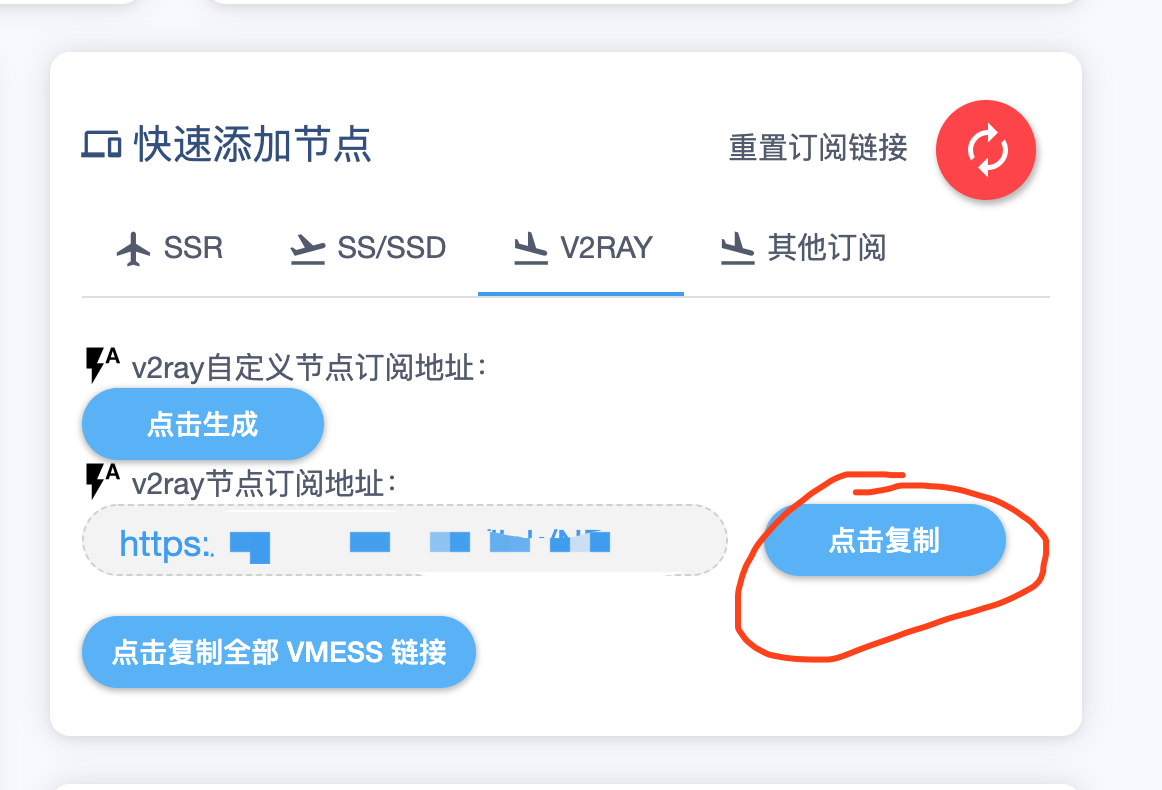 快速添加节点 重置订阅链接
SSR SS/SSD V2RAY 其他订阅
v2ray自定义节点订阅地址：
点击生成
v2ray节点订阅地址：
https: 点击复制
点击复制全部 VMESS 链接